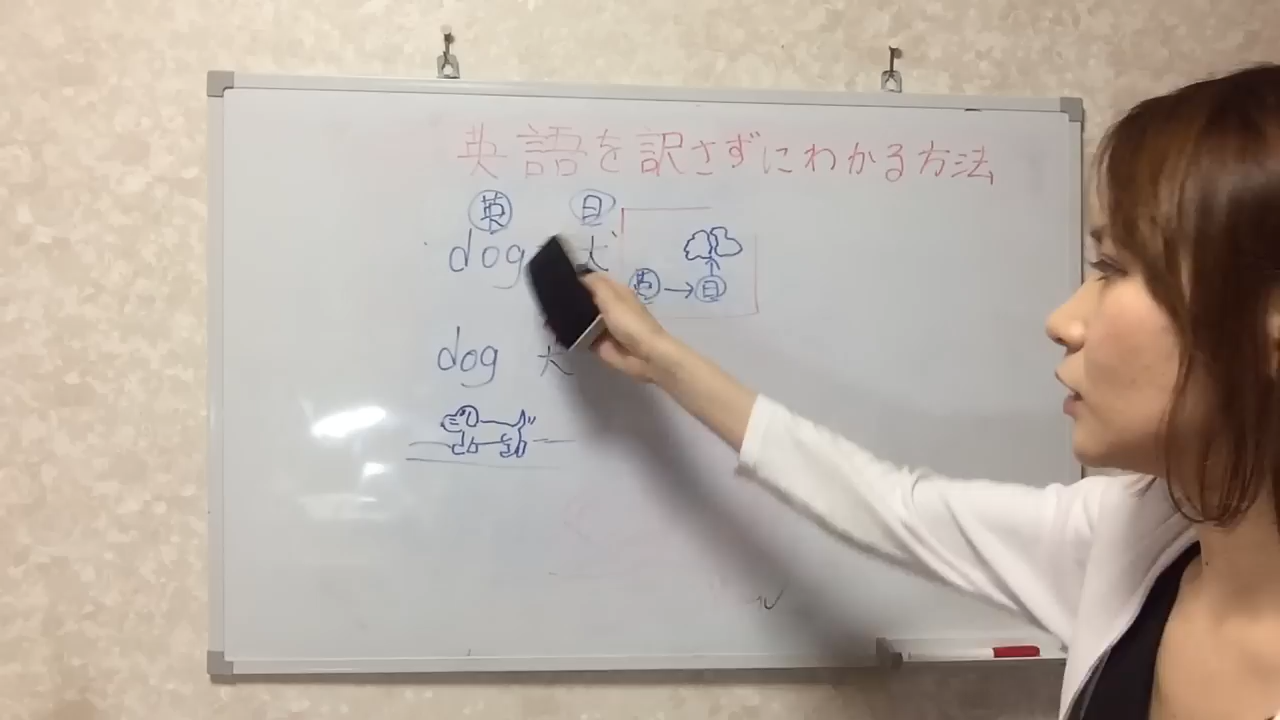 英語を訳さずにわかる方法
英 日
dog 犬
英 → 日
dog 犬